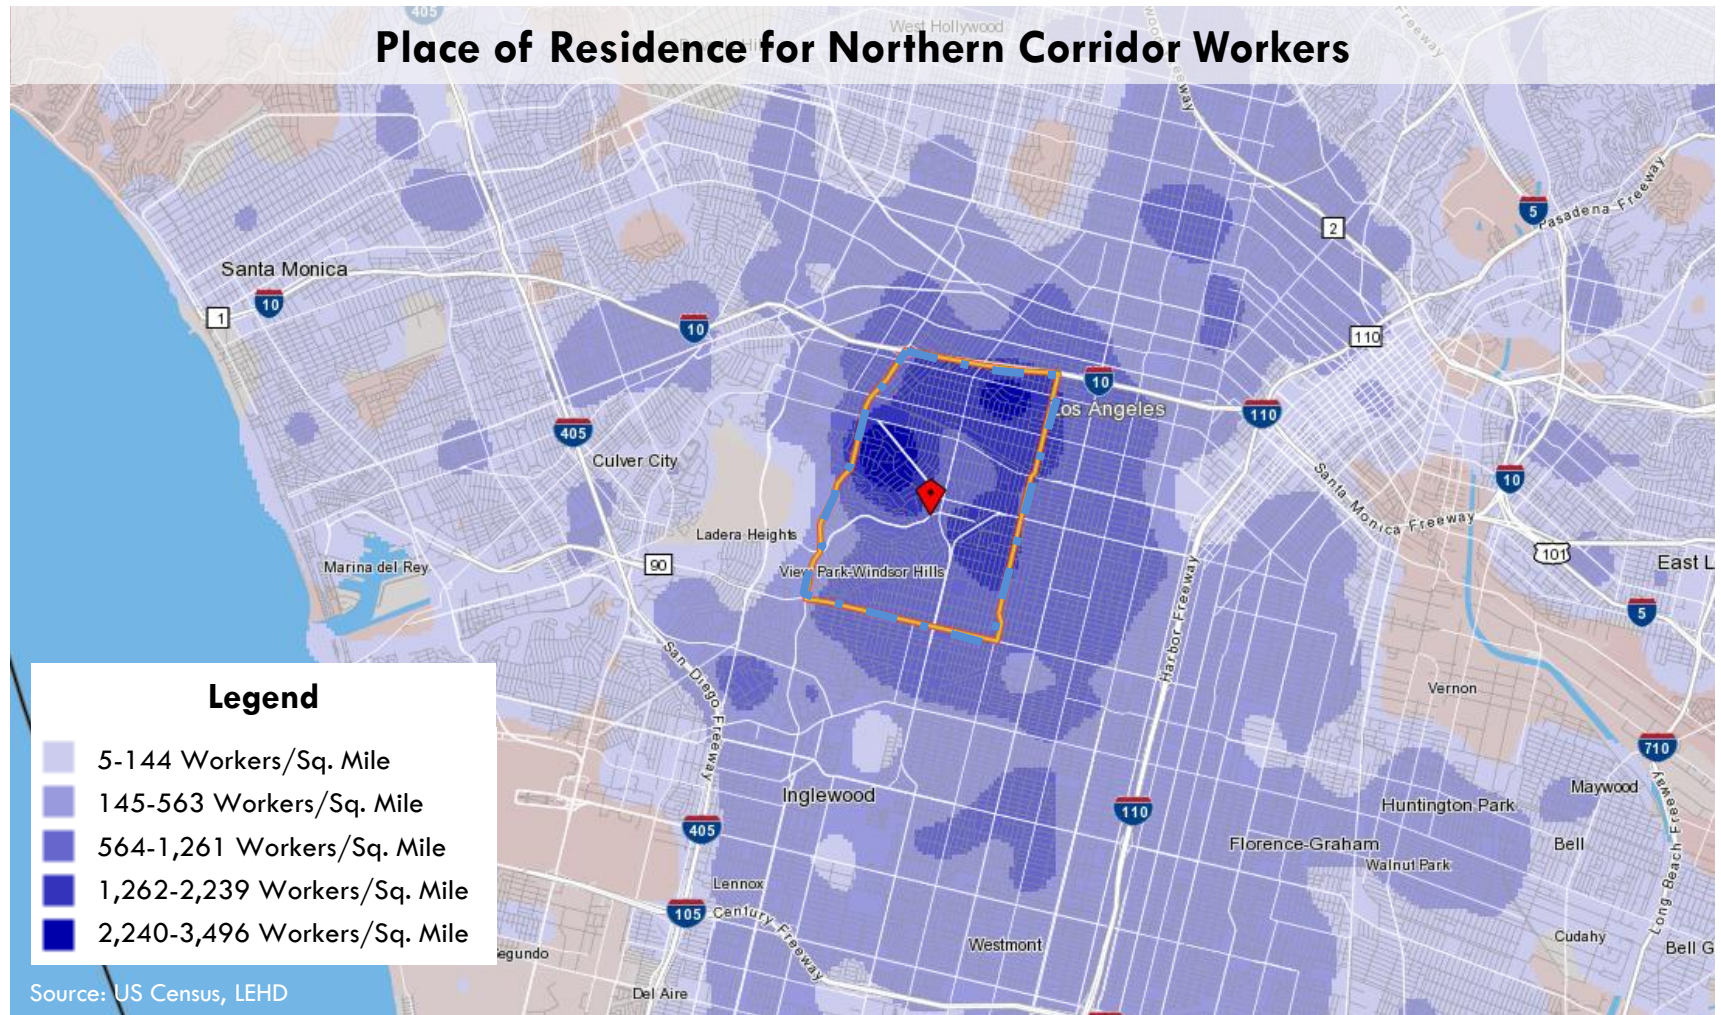 Place of Residence for Northern Corridor Workers
405
West Hollywood
Freeway
5
Pasadena Freeway
2
Santa Monica
10
1
10
110
10
Los Angeles
110
405
Culver City
10
Santa Monica Freeway
101
Ladera Heights
90
Marina del Rey
View Park-Windsor Hills
East L
5
Harbor Freeway
San Diego Freeway
Vernon
710
Legend
5-144 Workers/Sq. Mile
145-563 Workers/Sq. Mile
564-1,261 Workers/Sq. Mile
1,262-2,239 Workers/Sq. Mile
2,240-3,496 Workers/Sq. Mile
Inglewood
110
405
Maywood
Huntington Park
Florence-Graham
Bell
Walnut Park
Long Beach Freeway
Lennox
105
Century Freeway
Westmont
Cudahy
Bell G
egundo
Del Aire
Source: US Census, LEHD